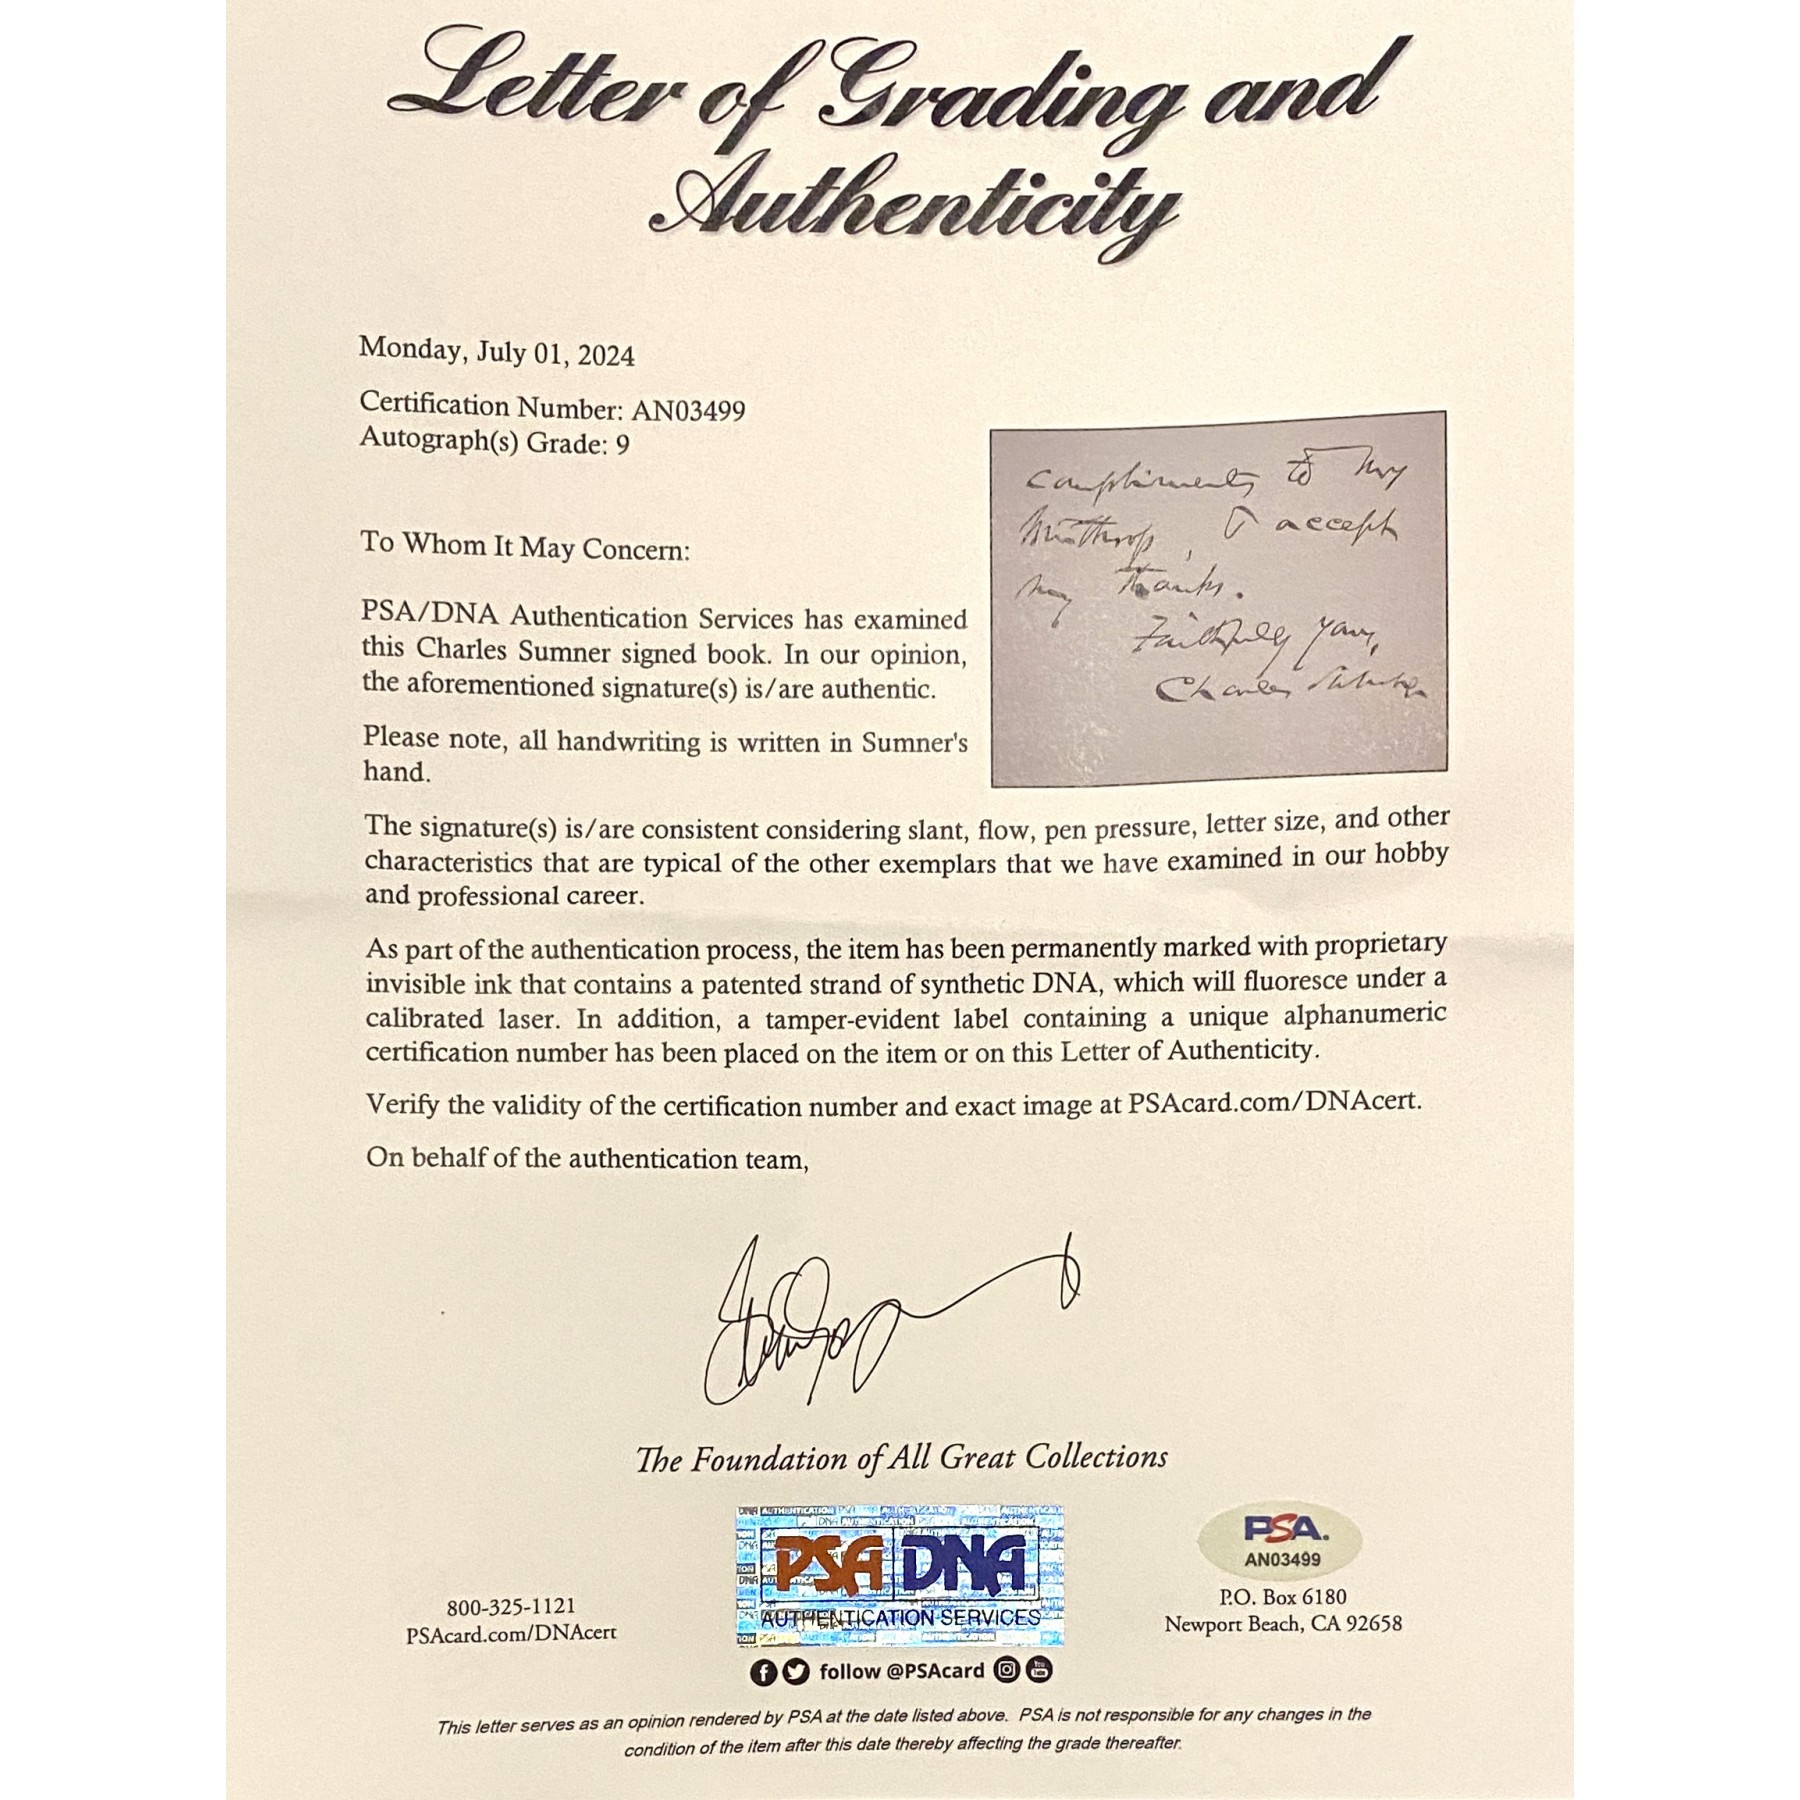 Letter of Grading and
Authenticity
Monday, July 01, 2024
Certification Number: AN03499
Autograph(s) Grade: 9
To Whom It May Concern:
PSA/DNA Authentication Services has examined
this Charles Sumner signed book. In our opinion,
the aforementioned signature(s) is/are authentic.
Please note, all handwriting is written in Sumner's
hand.
compliments to Mr
Winthrop, & accept
my thanks.
Faithfully Yours,
Charles Sumner
The signature(s) is/are consistent considering slant, flow, pen pressure, letter size, and other
characteristics that are typical of the other exemplars that we have examined in our hobby
and professional career.
As part of the authentication process, the item has been permanently marked with proprietary
invisible ink that contains a patented strand of synthetic DNA, which will fluoresce under a
calibrated laser. In addition, a tamper-evident label containing a unique alphanumeric
certification number has been placed on the item or on this Letter of Authenticity.
Verify the validity of the certification number and exact image at PSAcard.com/DNAcert.
On behalf of the authentication team,
The Foundation of All Great Collections
800-325-1121
PSAcard.com/DNAcert
PSA DNA
AUTHENTICATION SERVICES
follow @PSAcard
PSA.
AN03499
P.O. Box 6180
Newport Beach, CA 92658
This letter serves as an opinion rendered by PSA at the date listed above. PSA is not responsible for any changes in the
condition of the item after this date thereby affecting the grade thereafter.